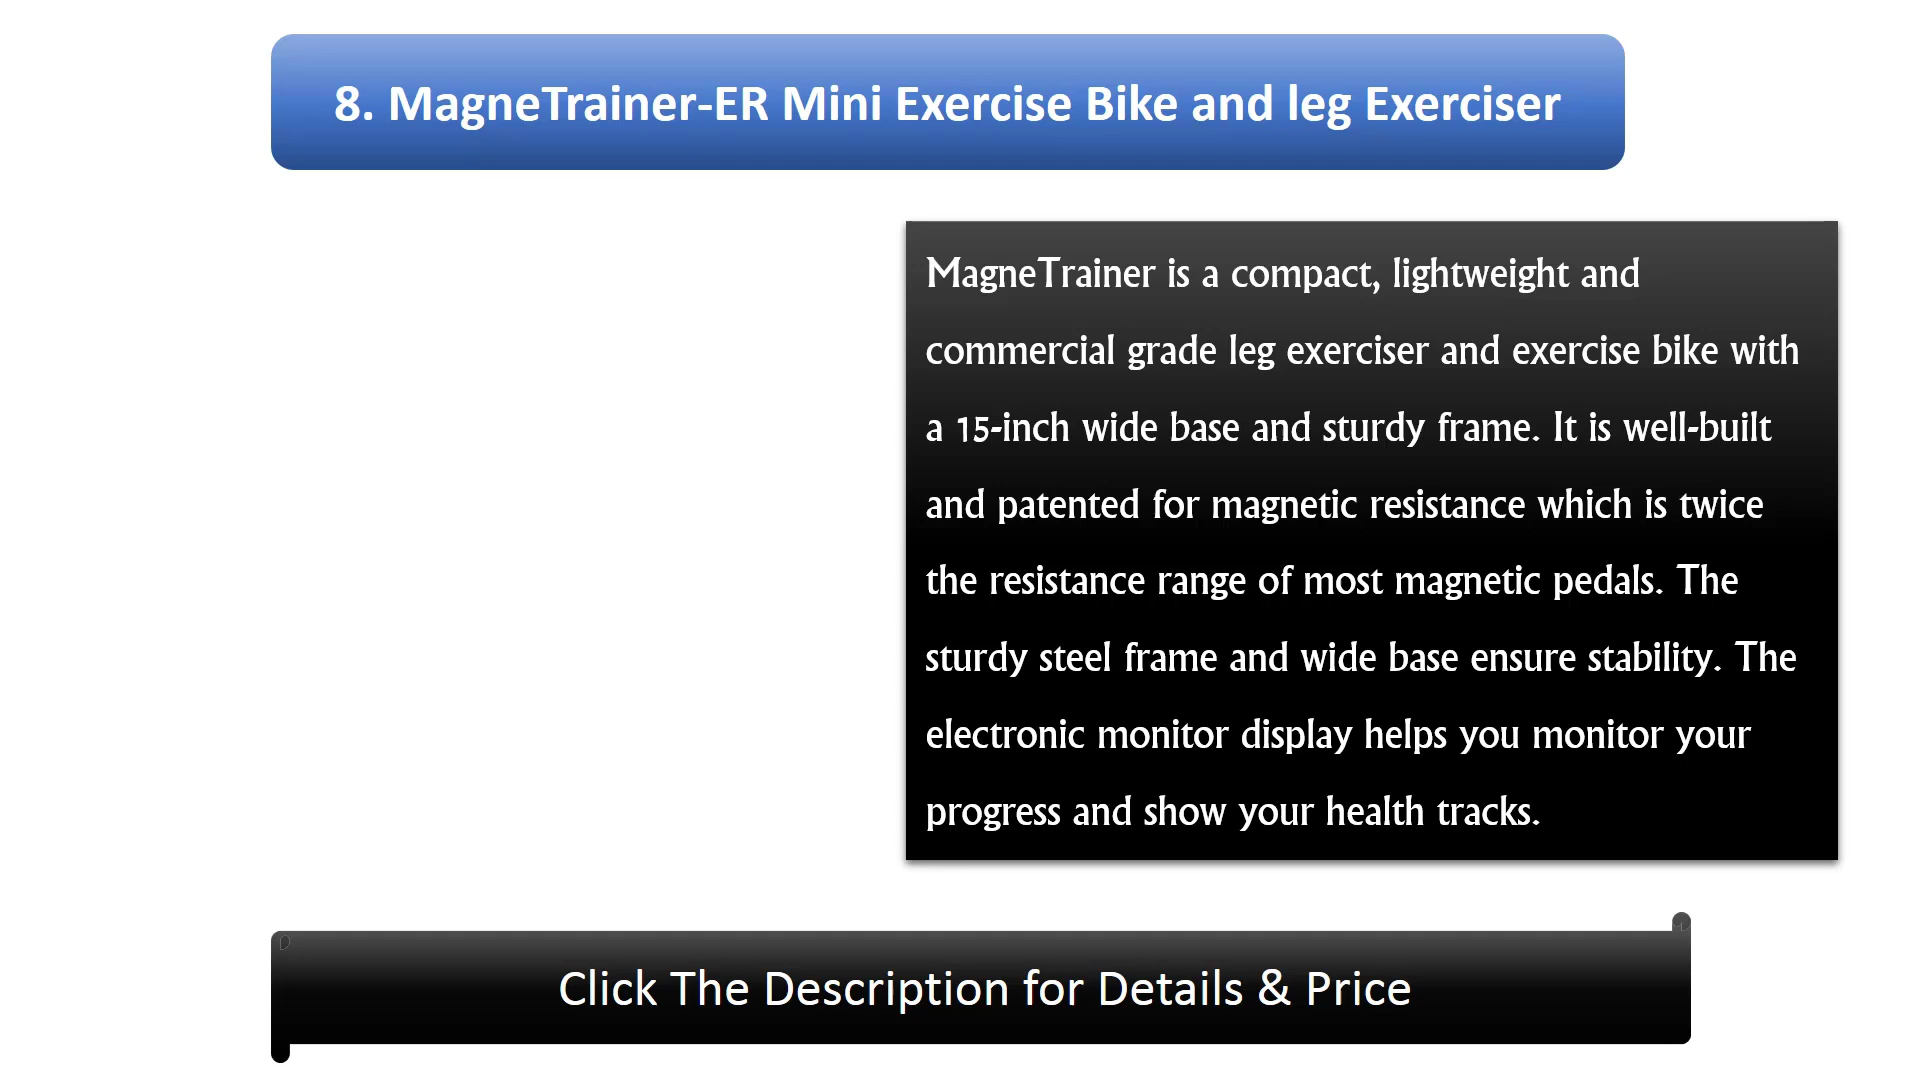 8. MagneTrainer-ER Mini Exercise Bike and leg Exerciser
MagneTrainer is a compact, lightweight and
commercial grade leg exerciser and exercise bike with
a 15-inch wide base and sturdy frame. It is well-built
and patented for magnetic resistance which is twice
the resistance range of most magnetic pedals. The
sturdy steel frame and wide base ensure stability. The
electronic monitor display helps you monitor your
progress and show your health tracks.
Click The Description for Details & Price